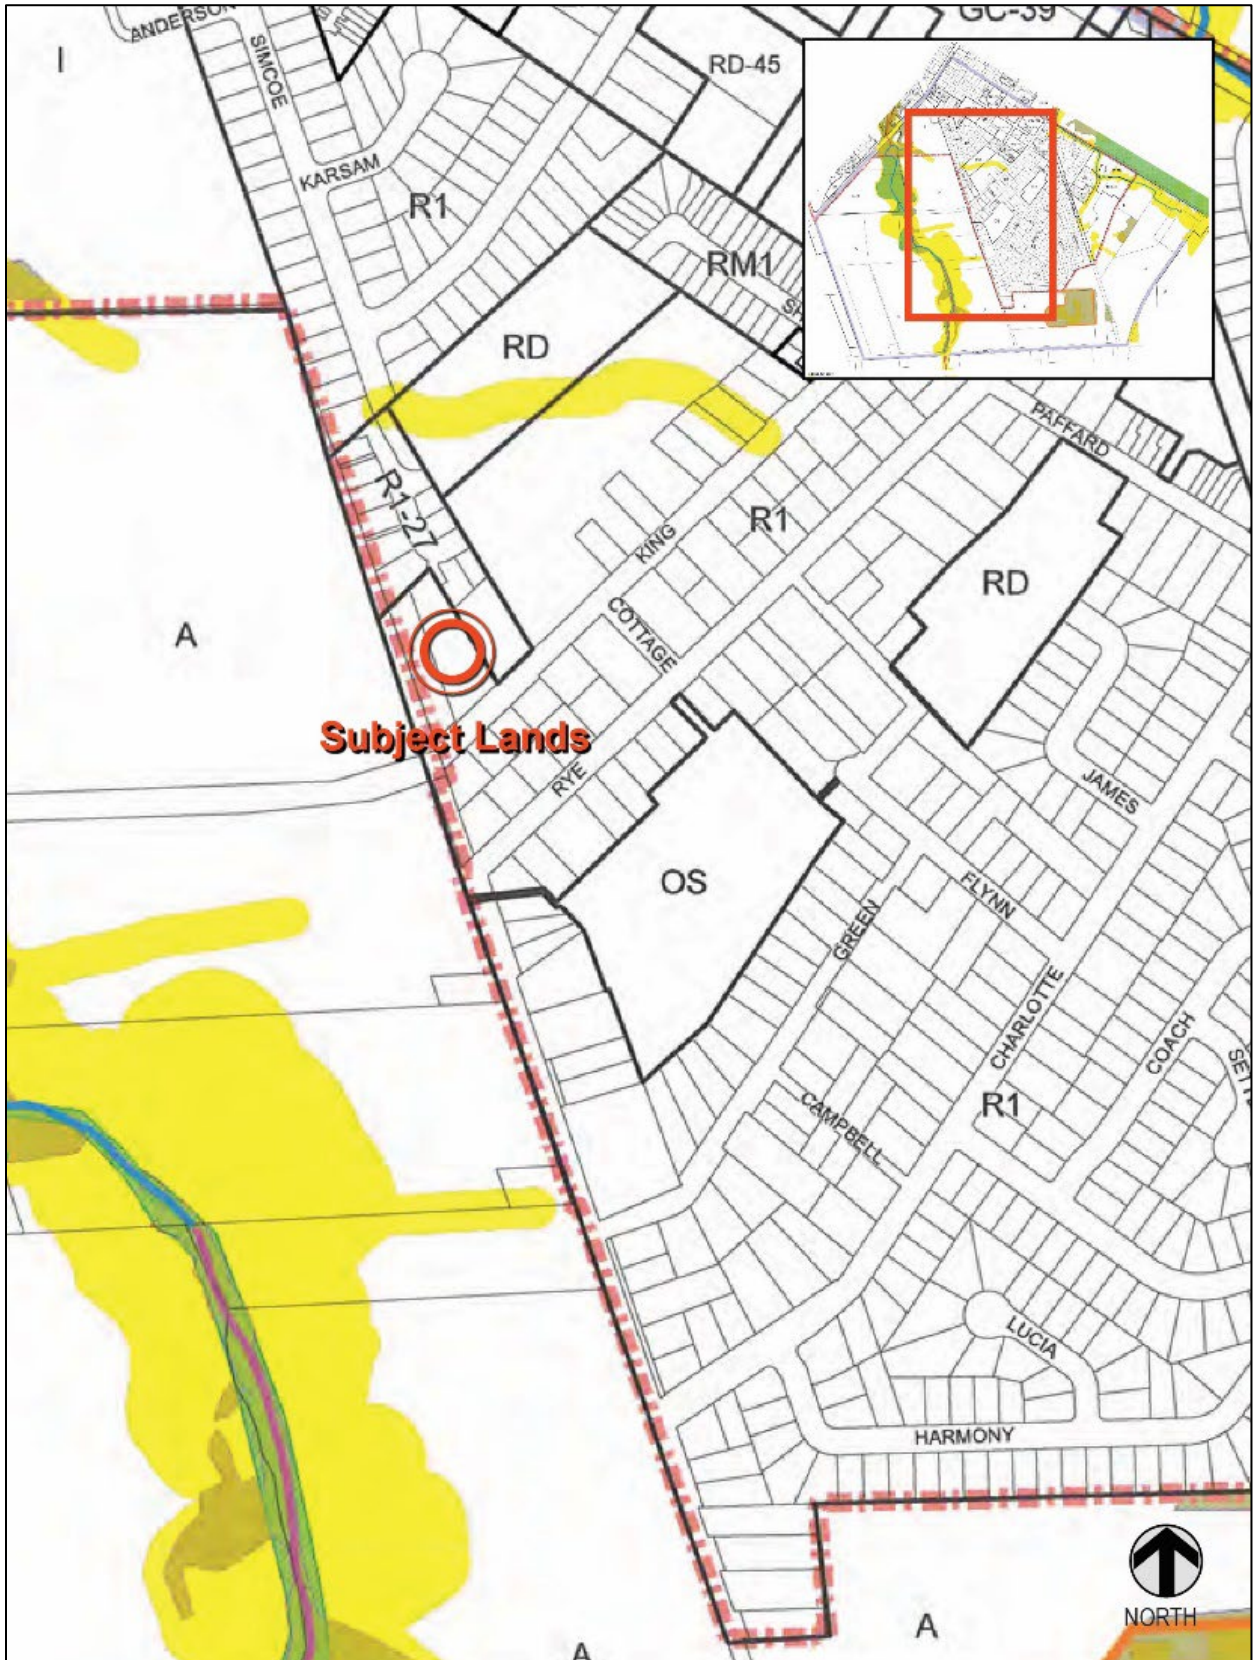 ANDERSON
GC-39
I
SIMCOE
RD-45
KARSAM
R1
RM1
RD
PAFFARD
R1-27
R1
KING
RD
COTTAGE
A
Subject Lands
RYE
JAMES
OS
FLYNN
GREEN
CHARLOTTE
COACH
R1
CAMPBELL
LUCIA
HARMONY
NORTH
A
A